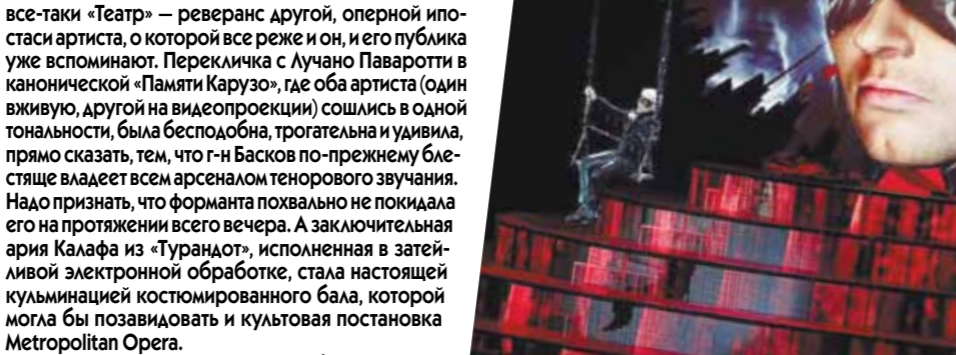 все-таки «Театр» — реверанс другой, оперной ипо-
стаси артиста, о которой все реже и он, и его публика
уже вспоминают. Перекличка с Лучано Паваротти в
канонической «Памяти Карузо», где оба артиста (один
вживую, другой на видеопроекции) сошлись в одной
тональности, была бесподобна, трогательна и удивила,
прямо сказать, тем, что г-н Басков по-прежнему бле-
стяще владеет всем арсеналом тенорового звучания.
Надо признать, что форманта похвально не покидала
его на протяжении всего вечера. А заключительная
ария Калафа из «Турандот», исполненная в затей-
ливой электронной обработке, стала настоящей
кульминацией костюмированного бала, которой
могла бы позавидовать и культовая постановка
Metropolitan Opera.